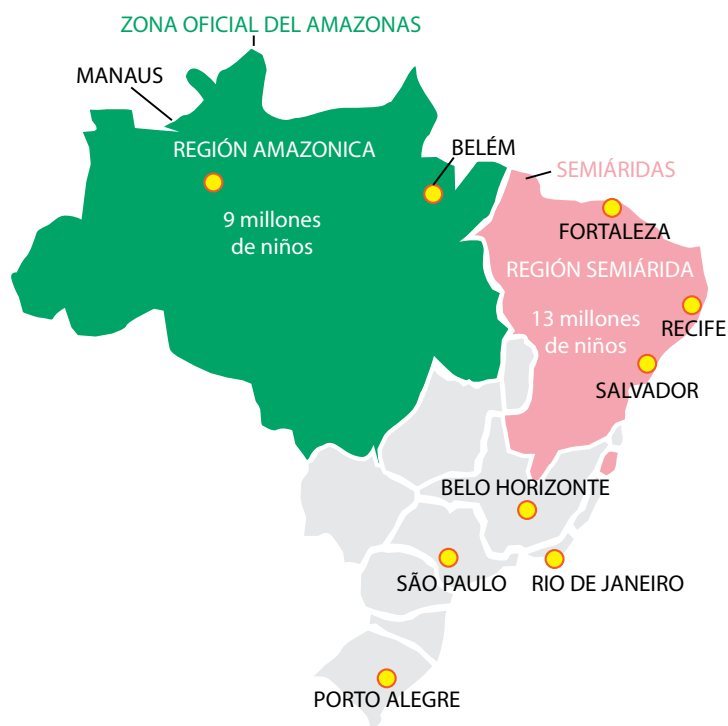 ZONA OFICIAL DEL AMAZONAS
MANAUS
REGIÓN AMAZONICA
BELÉM
SEMIÁRIDAS
9 millones
de niños
FORTALEZA
REGIÓN SEMIÁRIDA
13 millones
de niños
RECIFE
SALVADOR
BELO HORIZONTE
SÃO PAULO
RIO DE JANEIRO
PORTO ALEGRE